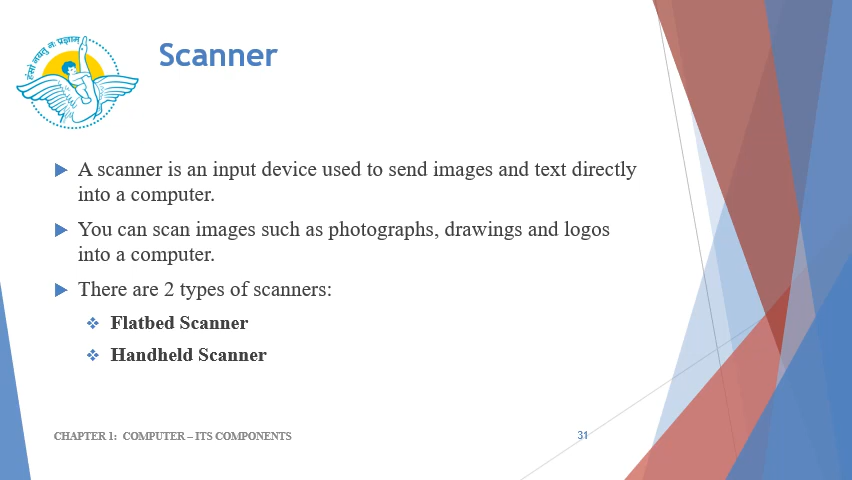 हंसो नयतु नः प्रज्ञाम्
Scanner
A scanner is an input device used to send images and text directly
into a computer.
You can scan images such as photographs, drawings and logos
into a computer.
There are 2 types of scanners:
Flatbed Scanner
Handheld Scanner
CHAPTER 1: COMPUTER – ITS COMPONENTS
31